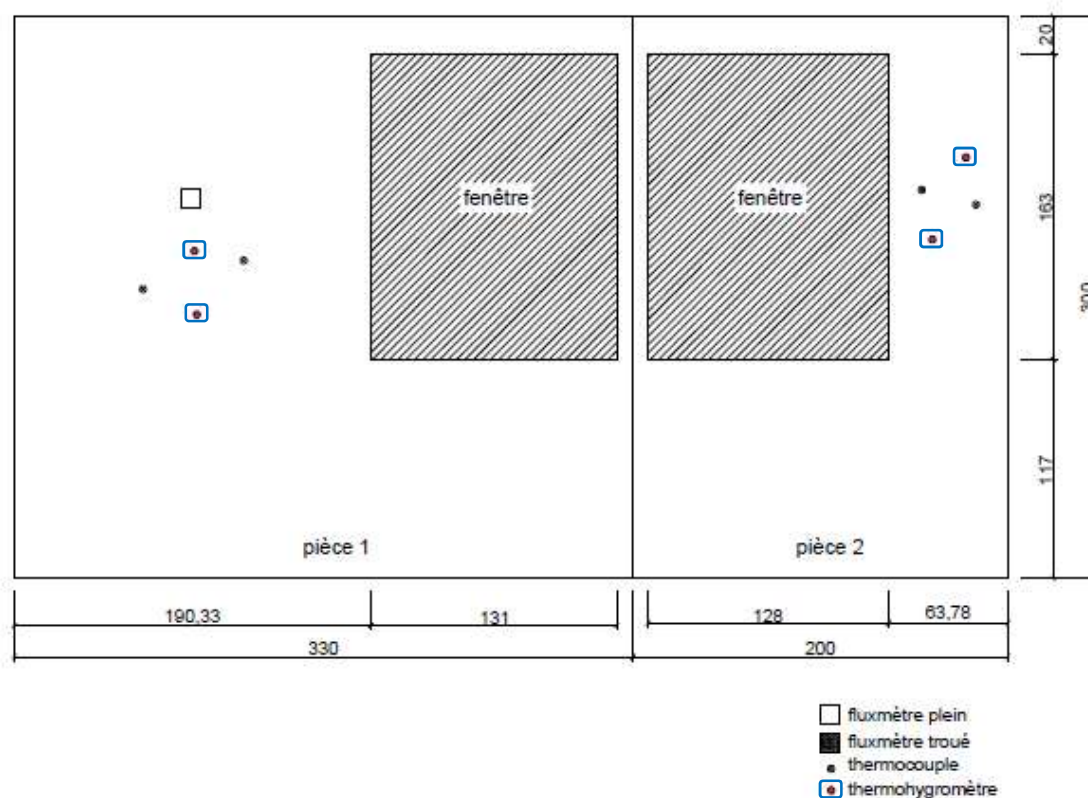 20
fenêtre
fenêtre
163
300
117
pièce 1
pièce 2
190,33
131
128
63,78
330
200
fluxmètre plein
fluxmètre troué
thermocouple
thermohygromètre